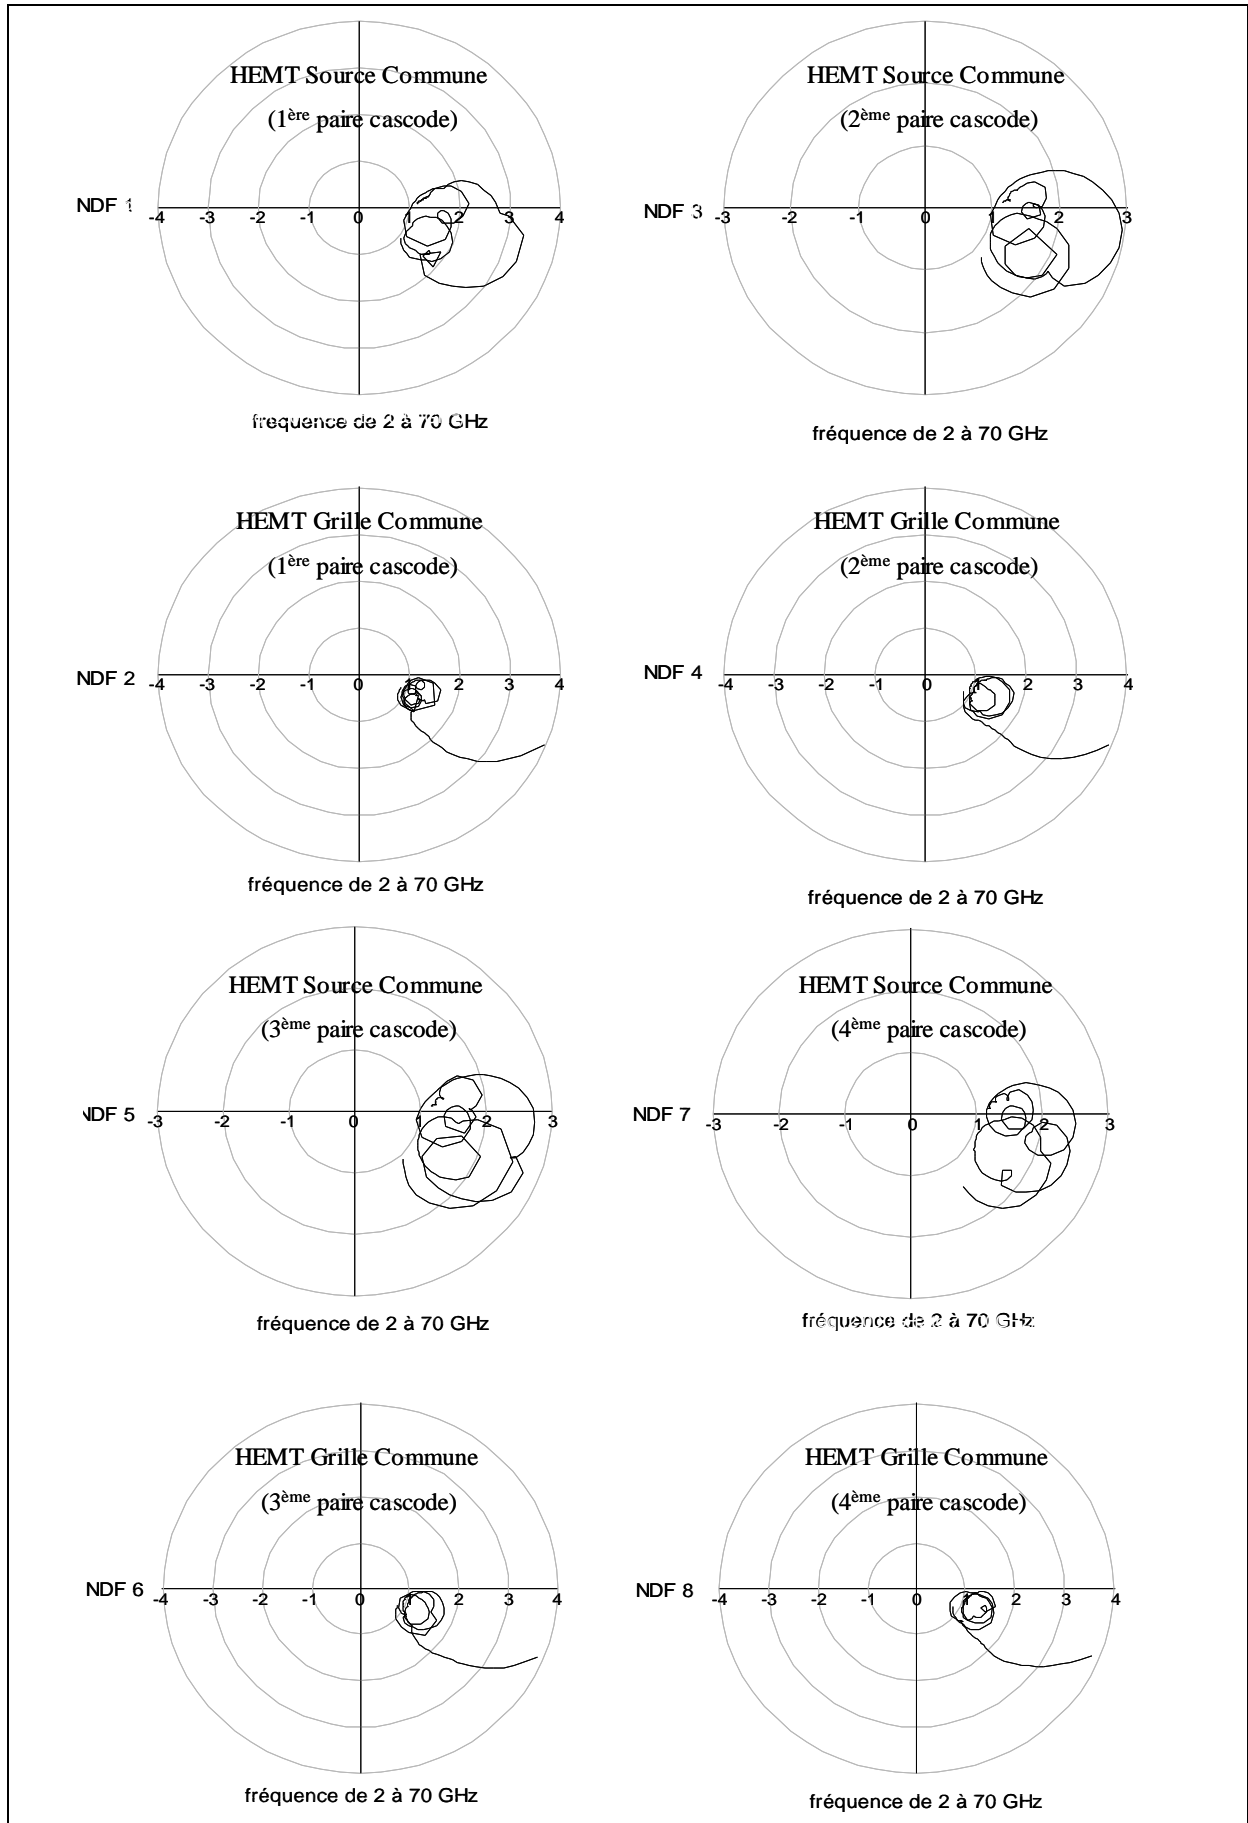 HEMT Source Commune
(1ère paire cascode)
NDF 1
-4 -3 -2 -1 0 1 2 3 4
fréquence de 2 à 70 GHz
HEMT Source Commune
(2ème paire cascode)
NDF 3
-3 -2 -1 0 1 2 3
fréquence de 2 à 70 GHz
HEMT Grille Commune
(1ère paire cascode)
NDF 2
-4 -3 -2 -1 0 1 2 3 4
fréquence de 2 à 70 GHz
HEMT Grille Commune
(2ème paire cascode)
NDF 4
-4 -3 -2 -1 0 1 2 3 4
fréquence de 2 à 70 GHz
HEMT Source Commune
(3ème paire cascode)
NDF 5
-3 -2 -1 0 1 2 3
fréquence de 2 à 70 GHz
HEMT Source Commune
(4ème paire cascode)
NDF 7
-3 -2 -1 0 1 2 3
fréquence de 2 à 70 GHz
HEMT Grille Commune
(3ème paire cascode)
NDF 6
-4 -3 -2 -1 0 1 2 3 4
fréquence de 2 à 70 GHz
HEMT Grille Commune
(4ème paire cascode)
NDF 8
-4 -3 -2 -1 0 1 2 3 4
fréquence de 2 à 70 GHz